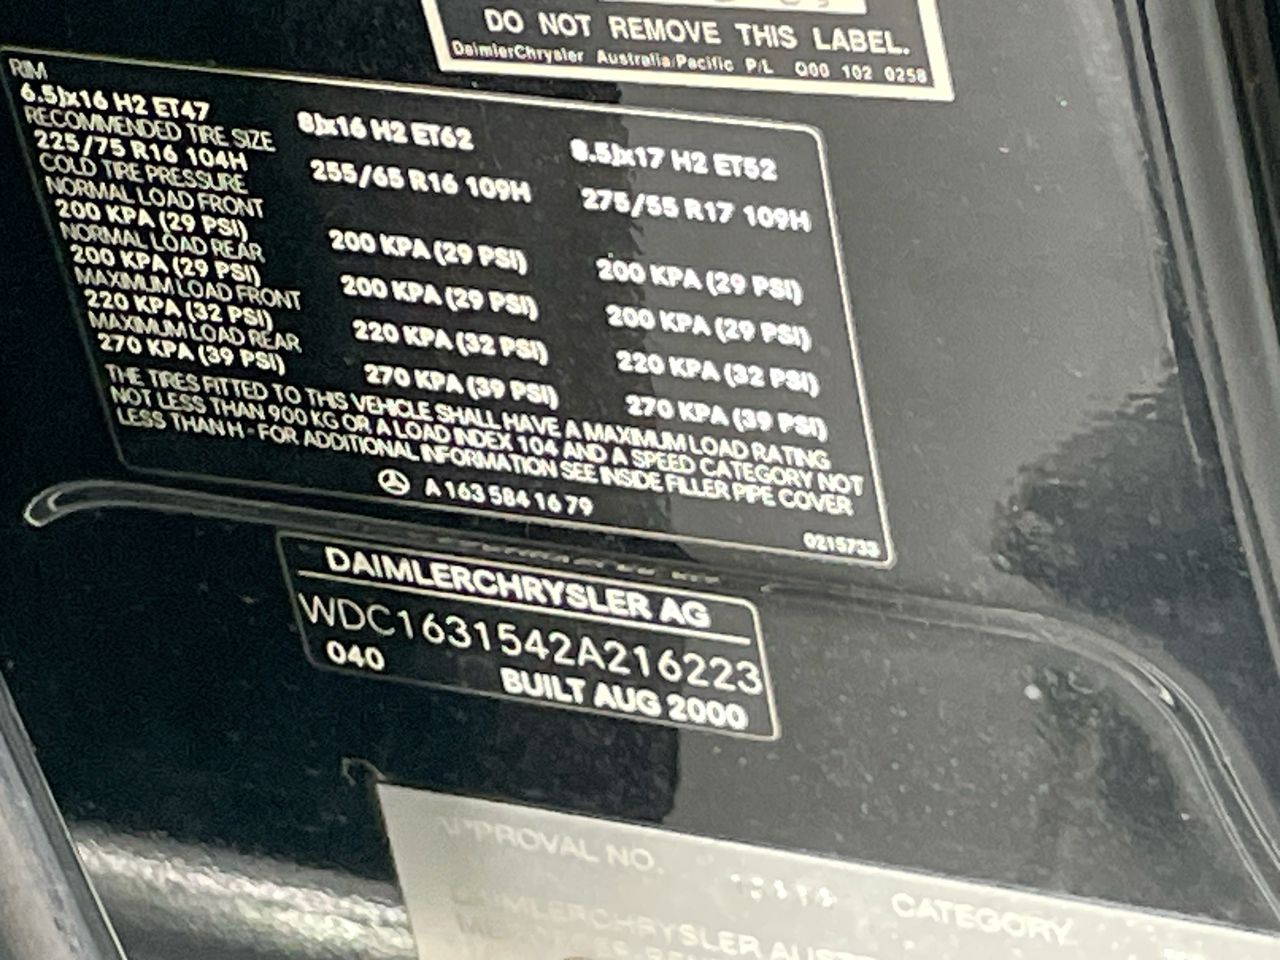 DO NOT REMOVE THIS LABEL.
DaimlerChrysler Australia/Pacific P/L Q00 102 0258
RIM
6.5Jx16 H2 ET47 8Jx16 H2 ET62 8.5Jx17 H2 ET52
RECOMMENDED TIRE SIZE
225/75 R16 104H 255/65 R16 109H 275/55 R17 109H
COLD TIRE PRESSURE
NORMAL LOAD FRONT
200 KPA (29 PSI) 200 KPA (29 PSI) 200 KPA (29 PSI)
NORMAL LOAD REAR
200 KPA (29 PSI) 200 KPA (29 PSI) 200 KPA (29 PSI)
MAXIMUM LOAD FRONT
220 KPA (32 PSI) 220 KPA (32 PSI) 220 KPA (32 PSI)
MAXIMUM LOAD REAR
270 KPA (39 PSI) 270 KPA (39 PSI) 270 KPA (39 PSI)
THE TIRES FITTED TO THIS VEHICLE SHALL HAVE A MAXIMUM LOAD RATING
NOT LESS THAN 900 KG OR A LOAD INDEX 104 AND A SPEED CATEGORY NOT
LESS THAN H - FOR ADDITIONAL INFORMATION SEE INSIDE FILLER PIPE COVER
A 163 584 16 79
0215733
DAIMLERCHRYSLER AG
WDC1631542A216223
040 BUILT AUG 2000
APPROVAL NO. CATEGORY
DAIMLERCHRYSLER